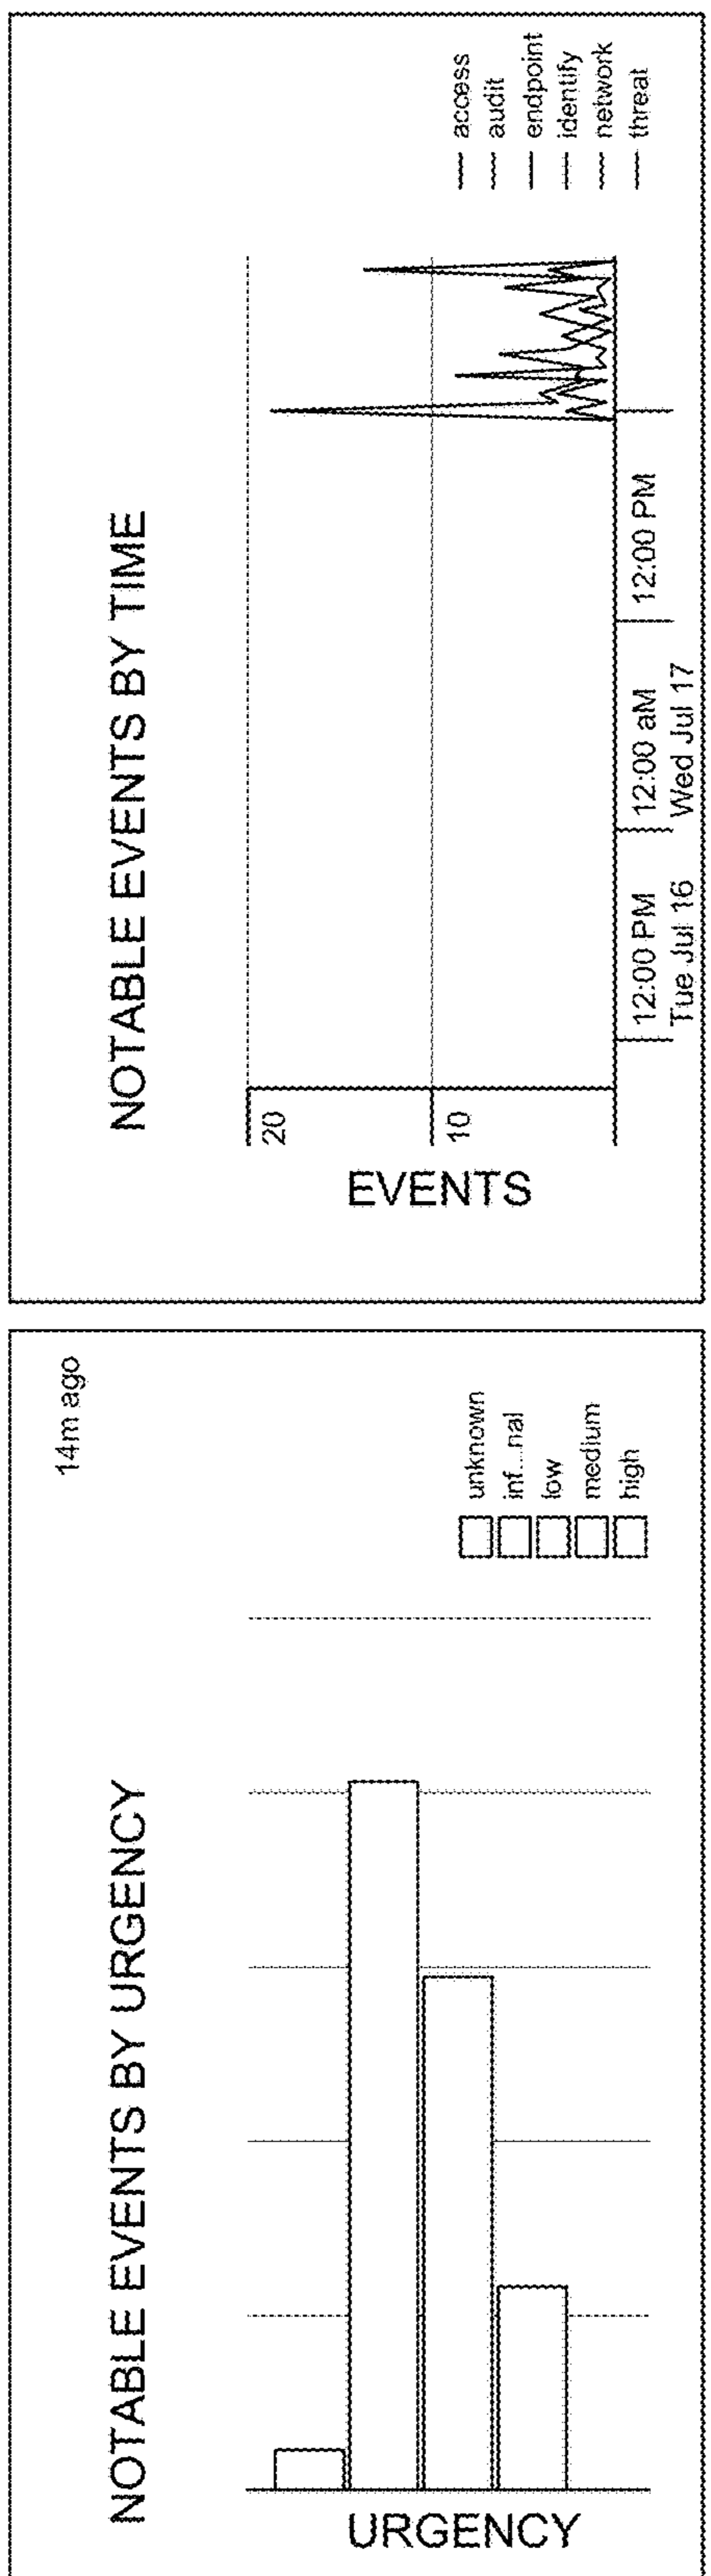 NOTABLE EVENTS BY URGENCY
14m ago
URGENCY
unknown
inf...nal
low
medium
high
NOTABLE EVENTS BY TIME
EVENTS
20
10
12:00 PM
Tue Jul 16
12:00 aM
Wed Jul 17
12:00 PM
access
audit
endpoint
identify
network
threat